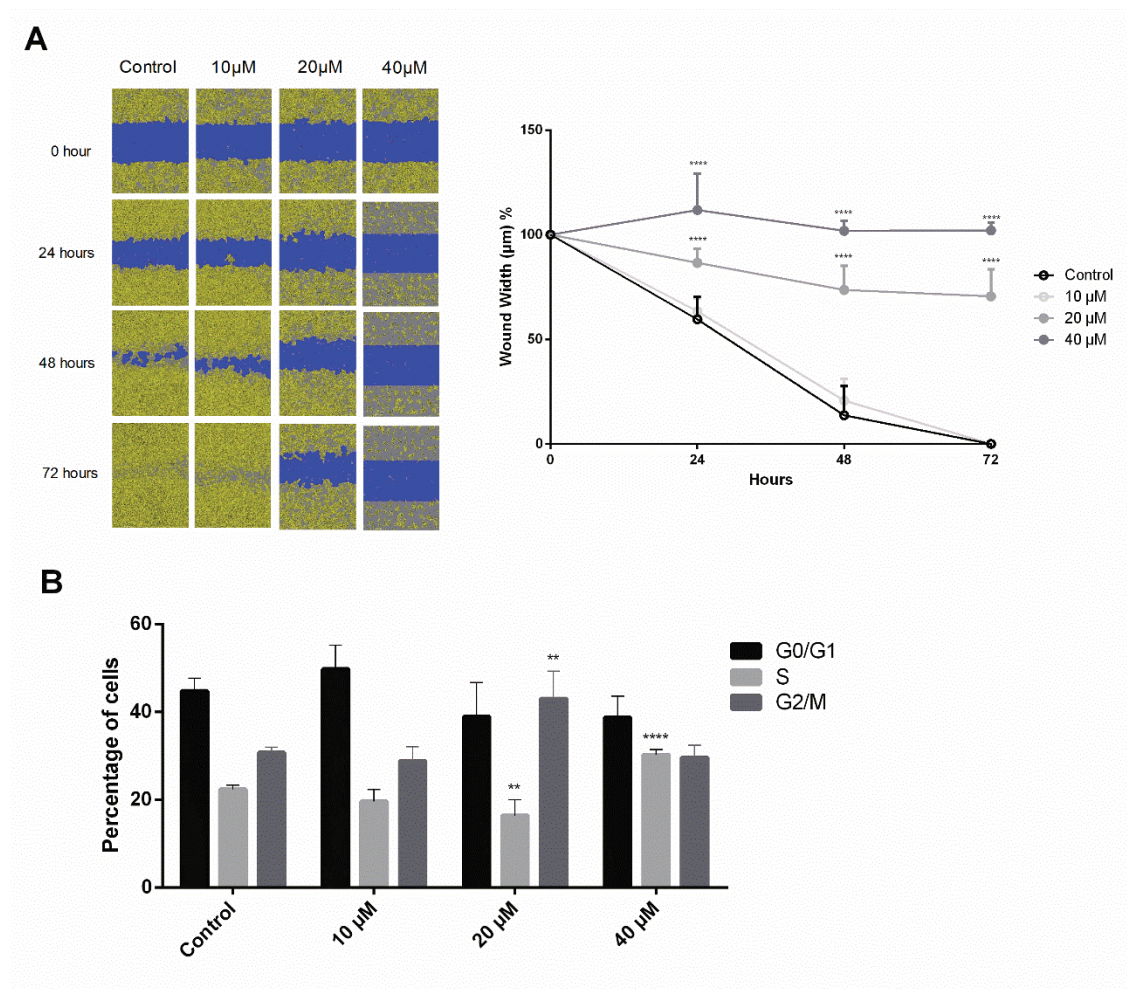 A
Control 10µM 20µM 40µM
0 hour
24 hours
48 hours
72 hours
Wound Width (µm) %
150
100
50
0
0 24 48 72
Hours
****
****
****
****
****
****
Control
10 µM
20 µM
40 µM
B
Percentage of cells
60
40
20
0
**
**
****
Control 10 µM 20 µM 40 µM
G0/G1
S
G2/M